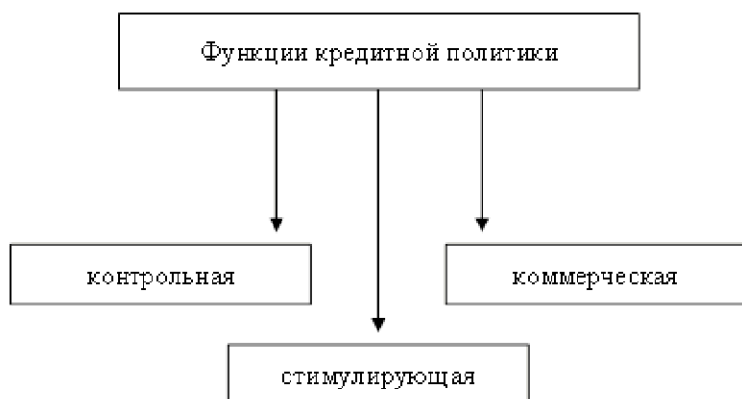 Функции кредитной политики
контрольная
коммерческая
стимулирующая